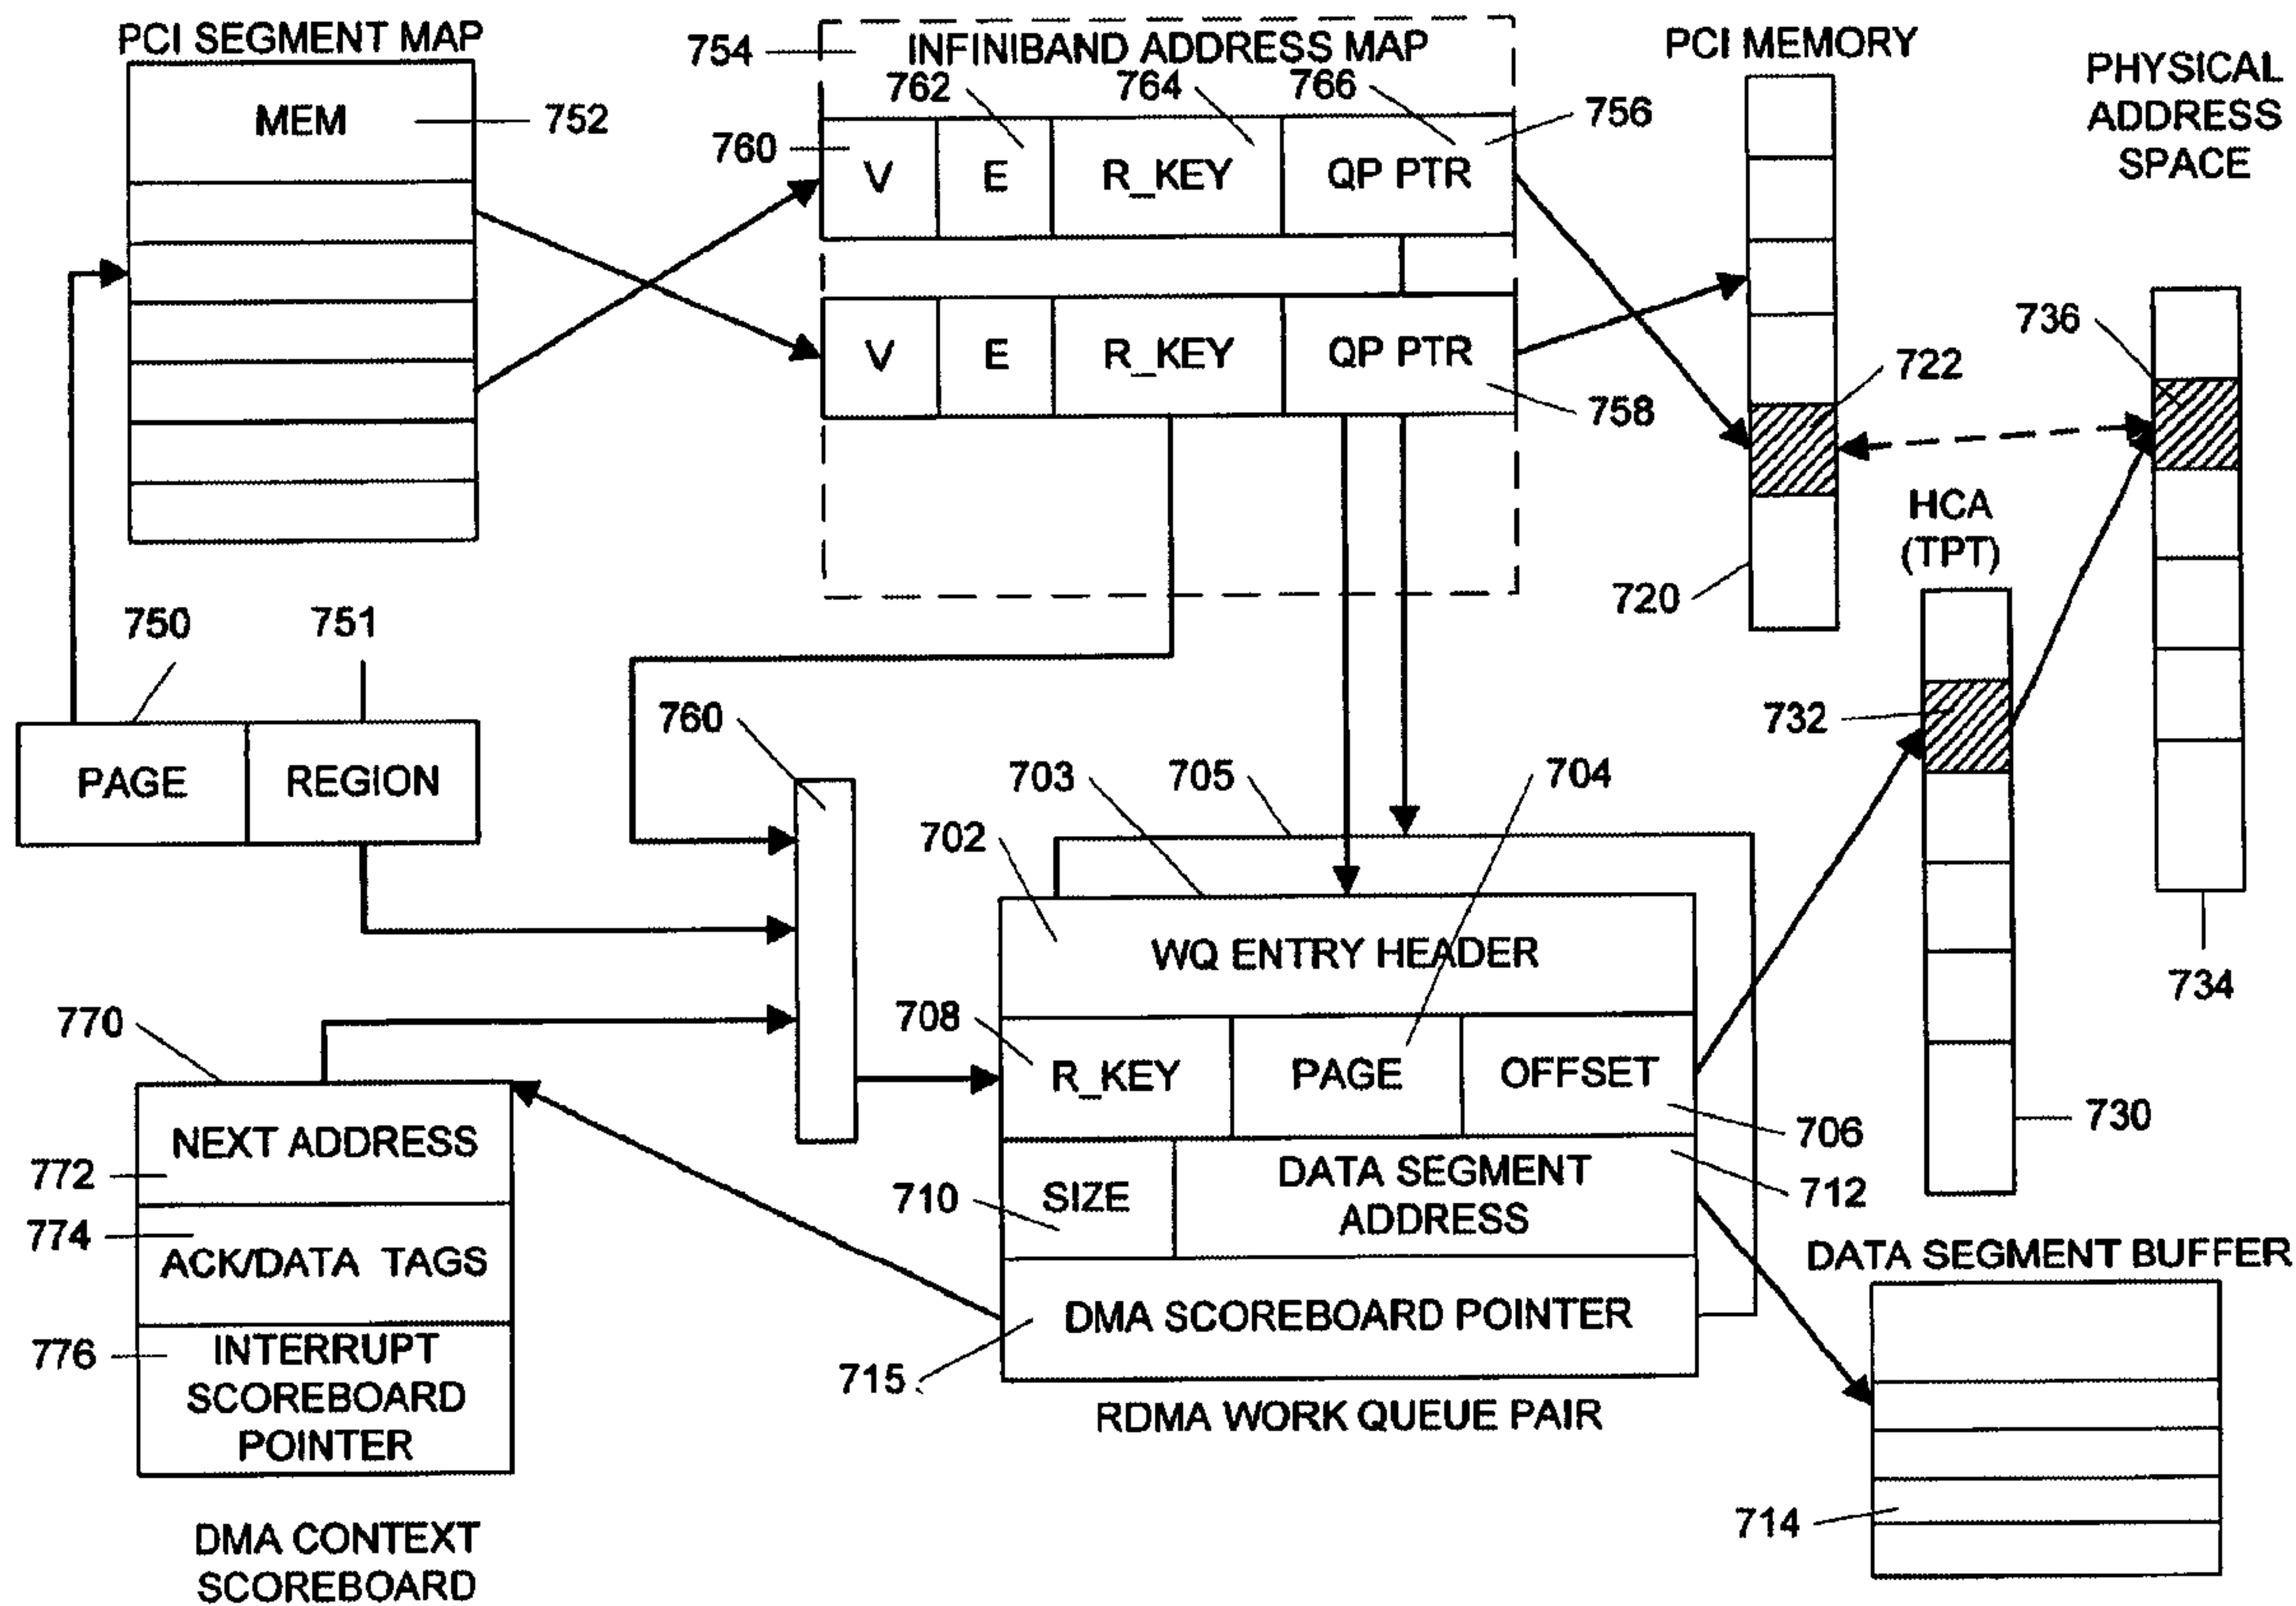 PCI SEGMENT MAP
MEM
752
754
INFINIBAND ADDRESS MAP
762
764
766
756
760
V
E
R_KEY
QP PTR
V
E
R_KEY
QP PTR
758
PCI MEMORY
722
720
PHYSICAL
ADDRESS
SPACE
736
734
HCA
(TPT)
732
730
750
751
PAGE
REGION
760
703
705
704
702
WQ ENTRY HEADER
708
R_KEY
PAGE
OFFSET
706
710
SIZE
DATA SEGMENT
ADDRESS
712
DMA SCOREBOARD POINTER
715
RDMA WORK QUEUE PAIR
770
NEXT ADDRESS
772
774
ACK/DATA TAGS
776
INTERRUPT
SCOREBOARD
POINTER
DMA CONTEXT
SCOREBOARD
DATA SEGMENT BUFFER
714